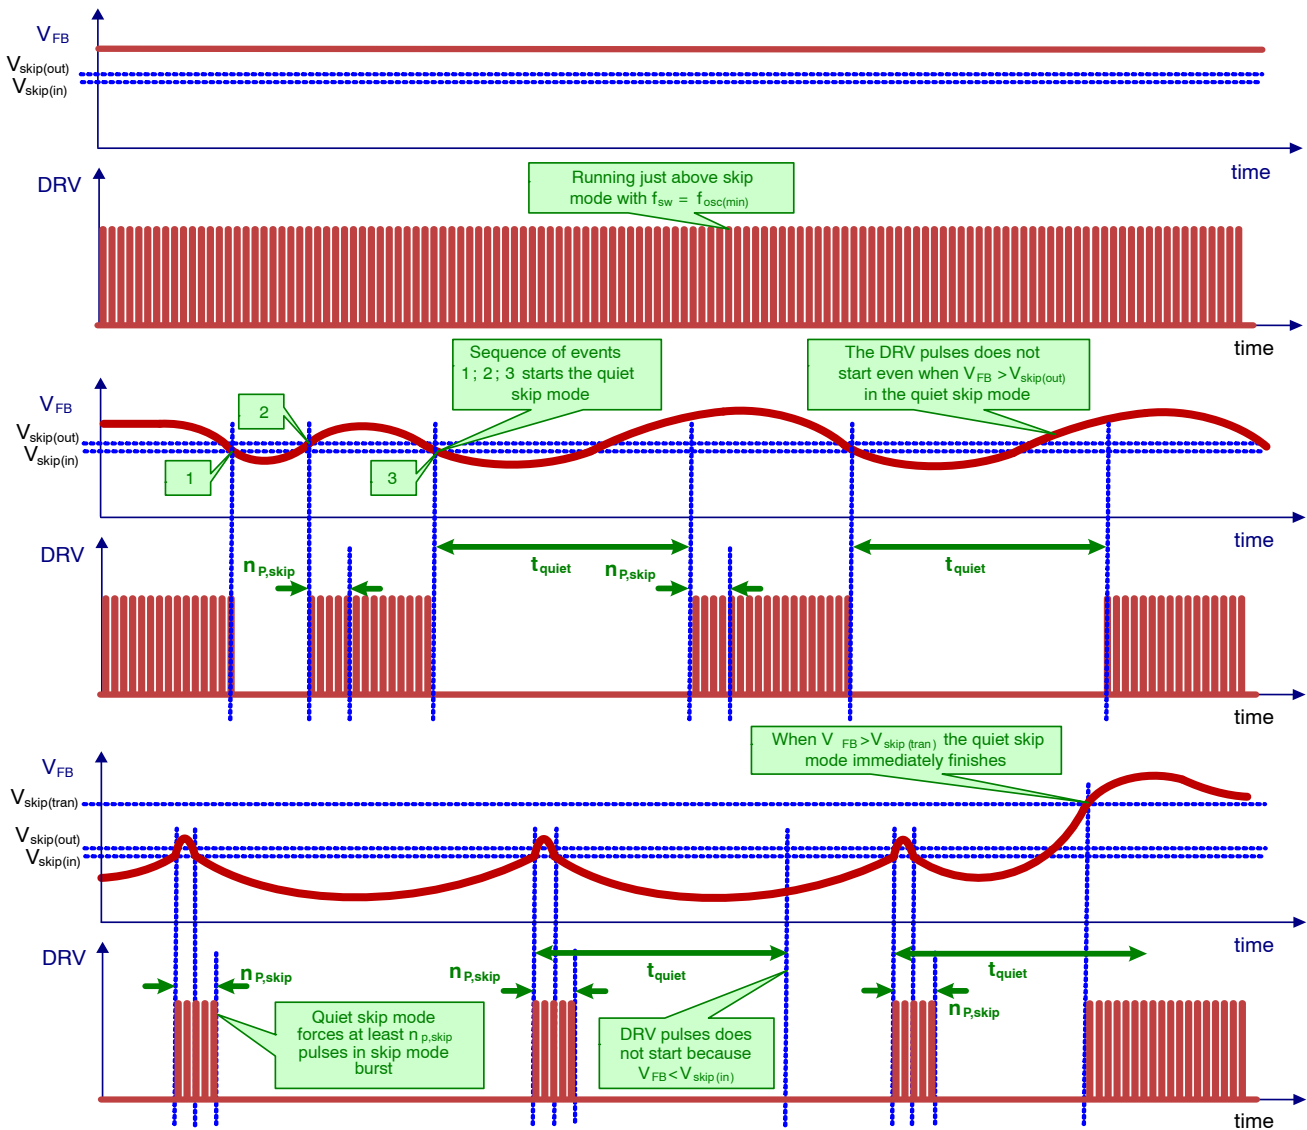 V FB
Vskip(out)
Vskip(in)
time
DRV
Running just above skip
mode with fsw = fosc(min)
time
Sequence of events
1 ; 2 ; 3 starts the quiet
skip mode
The DRV pulses does not
start even when VFB >Vskip(out)
in the quiet skip mode
VFB
2
Vskip(out)
Vskip(in)
1
3
time
DRV
nP,skip
tquiet
nP,skip
tquiet
time
When V FB >Vskip (tran) the quiet skip
mode immediately finishes
VFB
Vskip(tran)
Vskip(out)
Vskip(in)
time
DRV
nP,skip
nP,skip
tquiet
tquiet
nP,skip
Quiet skip mode
forces at least n p,skip
pulses in skip mode
burst
DRV pulses does
not start because
VFB<Vskip(in)
time